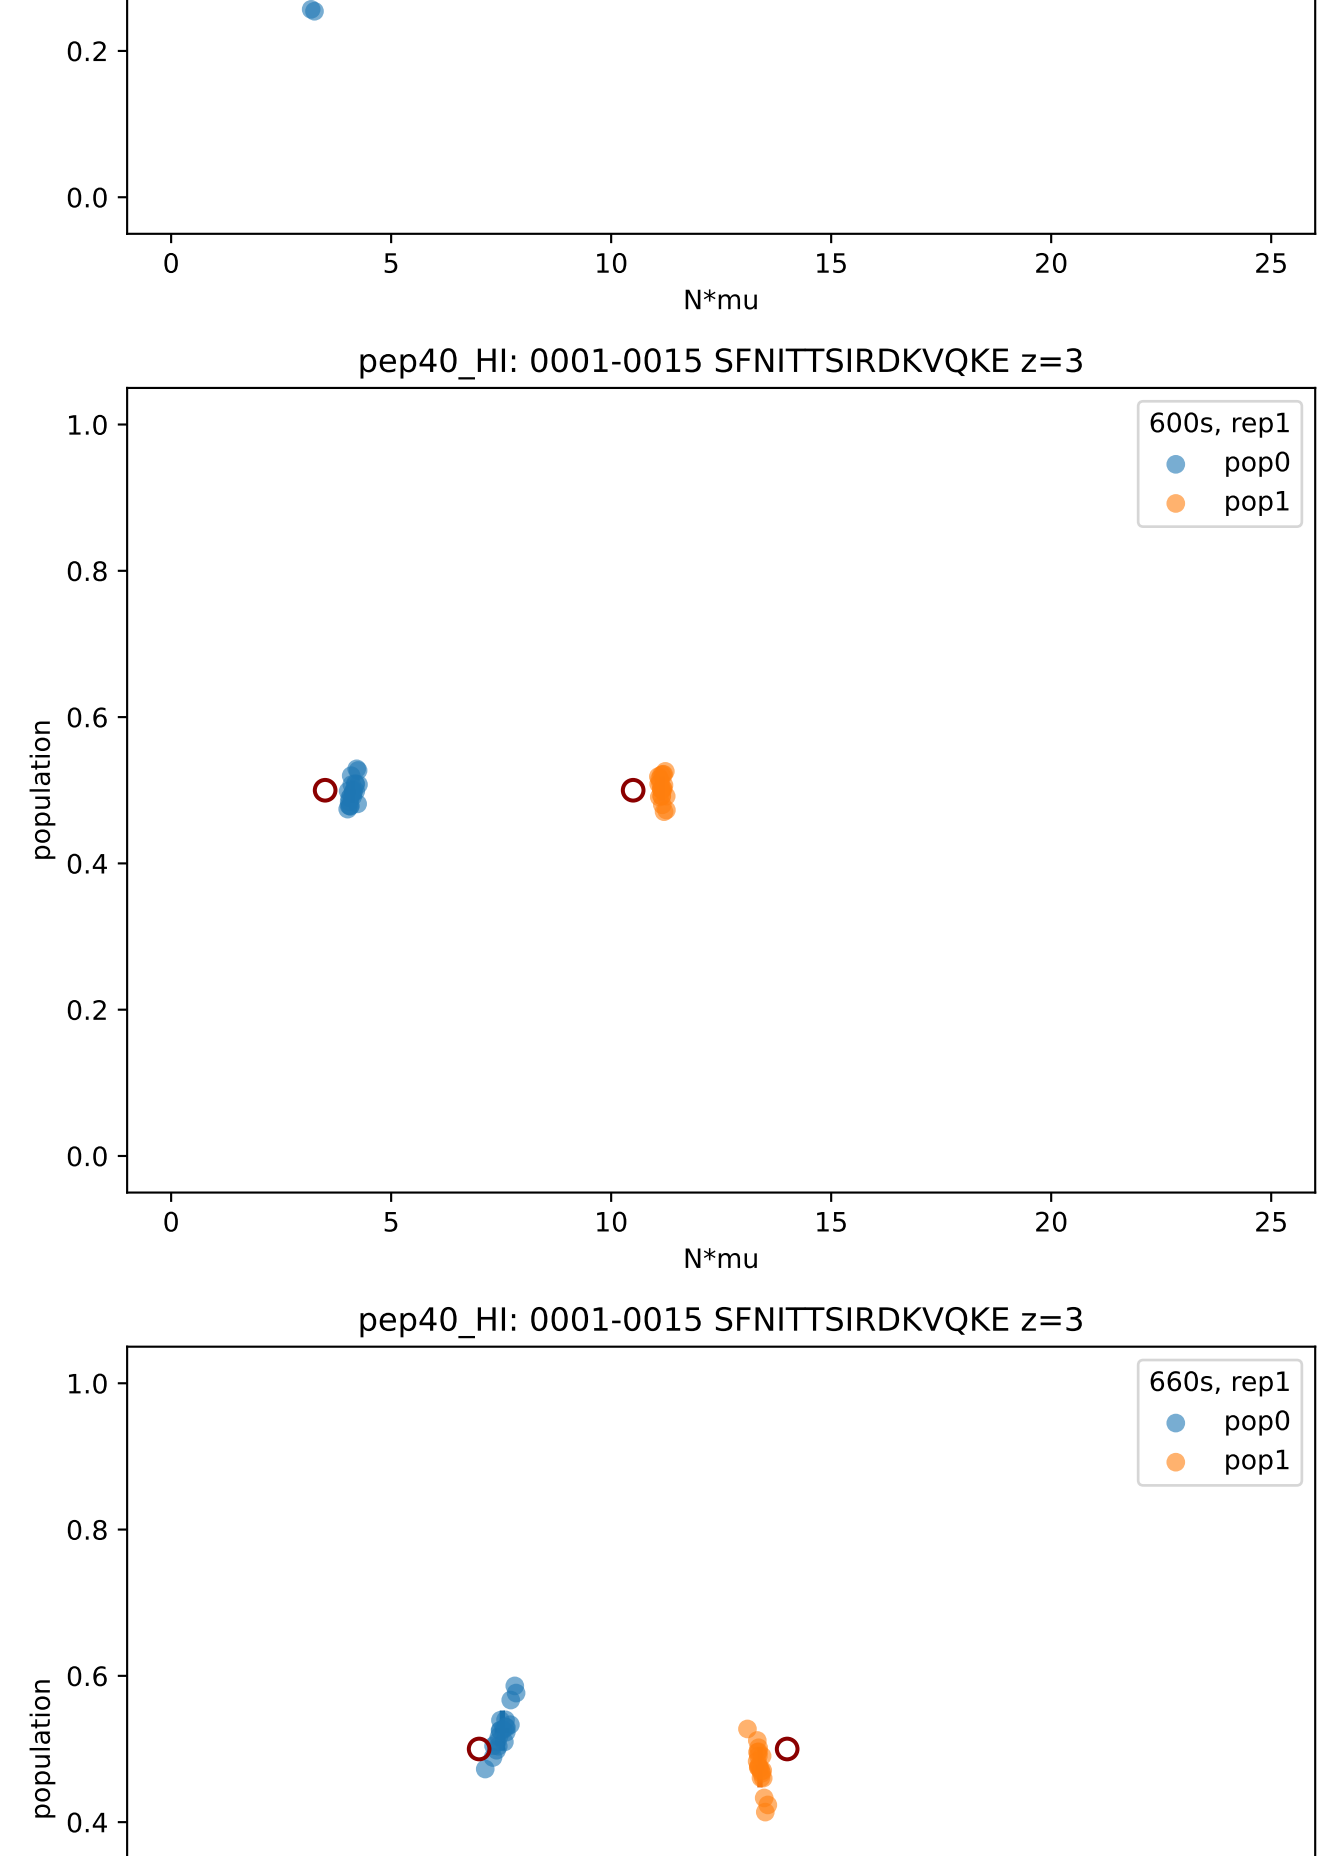 0.2
0.0
0 5 10 15 20 25
N*mu
pep40_HI: 0001-0015 SFNITTSIRDKVQKE z=3
600s, rep1
pop0
pop1
1.0
0.8
0.6
0.4
0.2
0.0
population
0 5 10 15 20 25
N*mu
pep40_HI: 0001-0015 SFNITTSIRDKVQKE z=3
660s, rep1
pop0
pop1
1.0
0.8
0.6
0.4
population